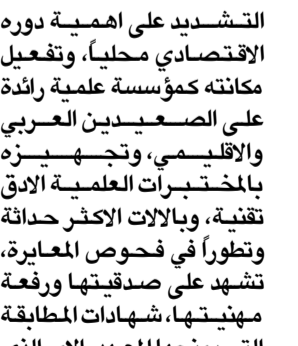 التشديد على اهمية دوره
الاقتصادي محلياً، وتفعيل
مكانته كمؤسسة علمية رائدة
على الصعيدين العربي
والاقليمي، وتجهيزه
بالمختبرات العلمية الادق
تقنية، وبالالات الاكثر حداثة
وتطوراً في فحوص المعايرة،
تشهد على صدقيتها ورفعة
مهنيتها، شهادات المطابقة